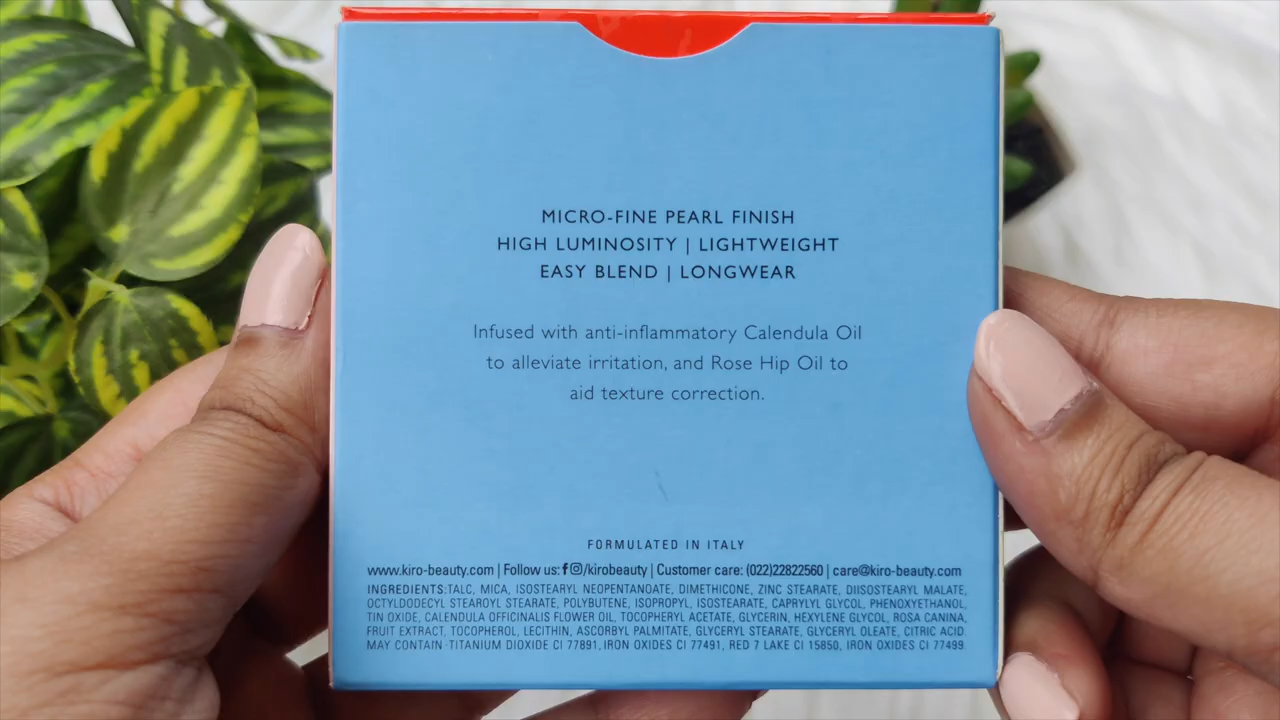 MICRO-FINE PEARL FINISH
HIGH LUMINOSITY | LIGHTWEIGHT
EASY BLEND | LONGWEAR
Infused with anti-inflammatory Calendula Oil
to alleviate irritation, and Rose Hip Oil to
aid texture correction.
FORMULATED IN ITALY
www.kiro-beauty.com | Follow us: /kirobeauty | Customer care: (022)22822560 | care@kiro-beauty.com
INGREDIENTS:TALC, MICA, ISOSTEARYL NEOPENTANOATE, DIMETHICONE, ZINC STEARATE, DIISOSTEARYL MALATE,
OCTYLDODECYL STEAROYL STEARATE, POLYBUTENE, ISOPROPYL, ISOSTEARATE, CAPRYLYL GLYCOL, PHENOXYETHANOL,
TIN OXIDE, CALENDULA OFFICINALIS FLOWER OIL, TOCOPHERYL ACETATE, GLYCERIN, HEXYLENE GLYCOL, ROSA CANINA,
FRUIT EXTRACT, TOCOPHEROL, LECITHIN, ASCORBYL PALMITATE, GLYCERYL STEARATE, GLYCERYL OLEATE, CITRIC ACID.
MAY CONTAIN-TITANIUM DIOXIDE CI 77891, IRON OXIDES CI 77491, RED 7 LAKE CI 15850, IRON OXIDES CI 77499